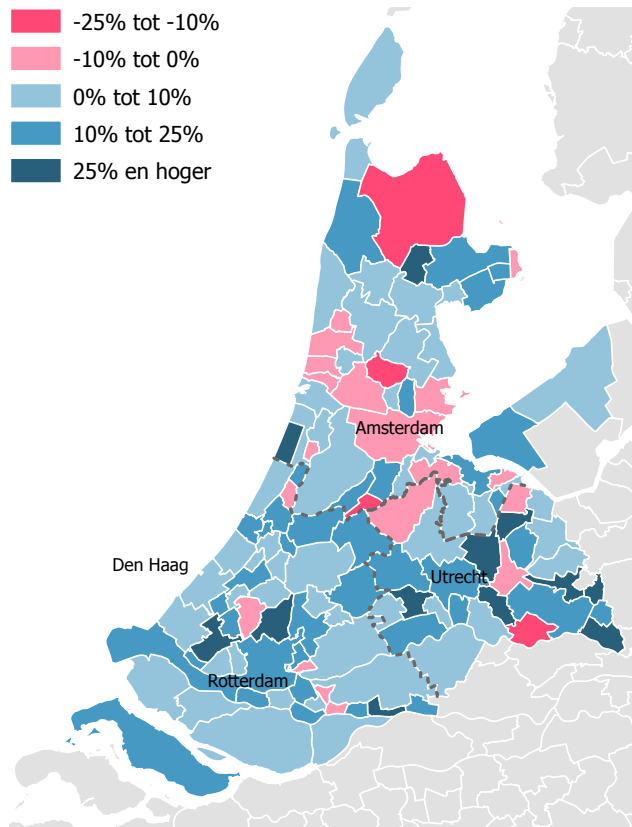 -25% tot -10%
-10% tot 0%
0% tot 10%
10% tot 25%
25% en hoger
Amsterdam
Den Haag
Utrecht
Rotterdam